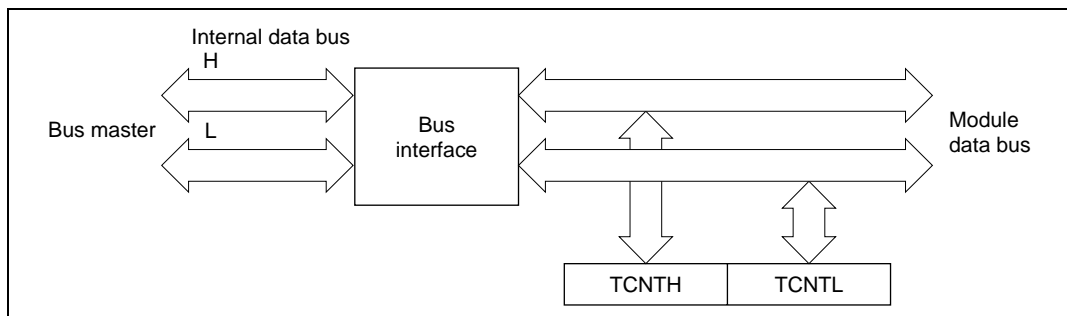 Internal data bus
H
Bus master
L
Bus
interface
Module
data bus
TCNTH
TCNTL